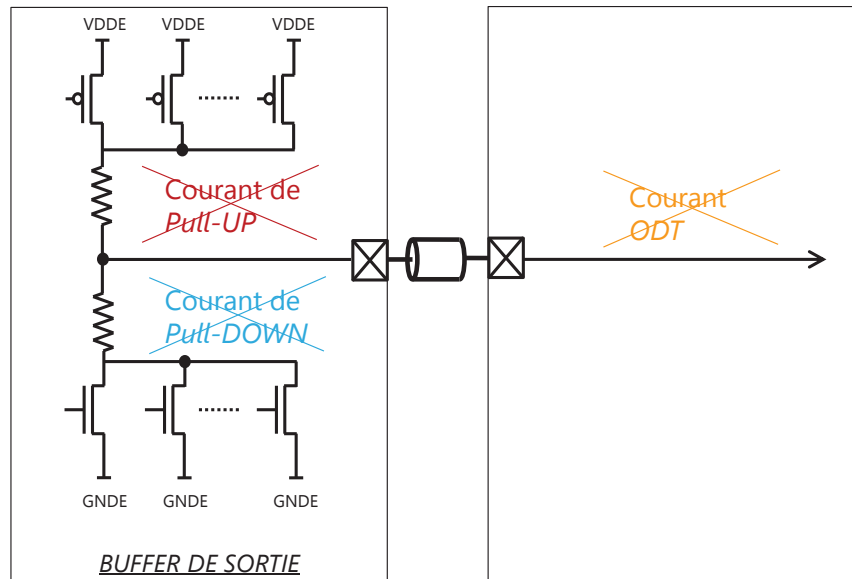 VDDE VDDE VDDE
Courant de
Pull-UP
Courant
ODT
Courant de
Pull-DOWN
GNDE GNDE GNDE
BUFFER DE SORTIE